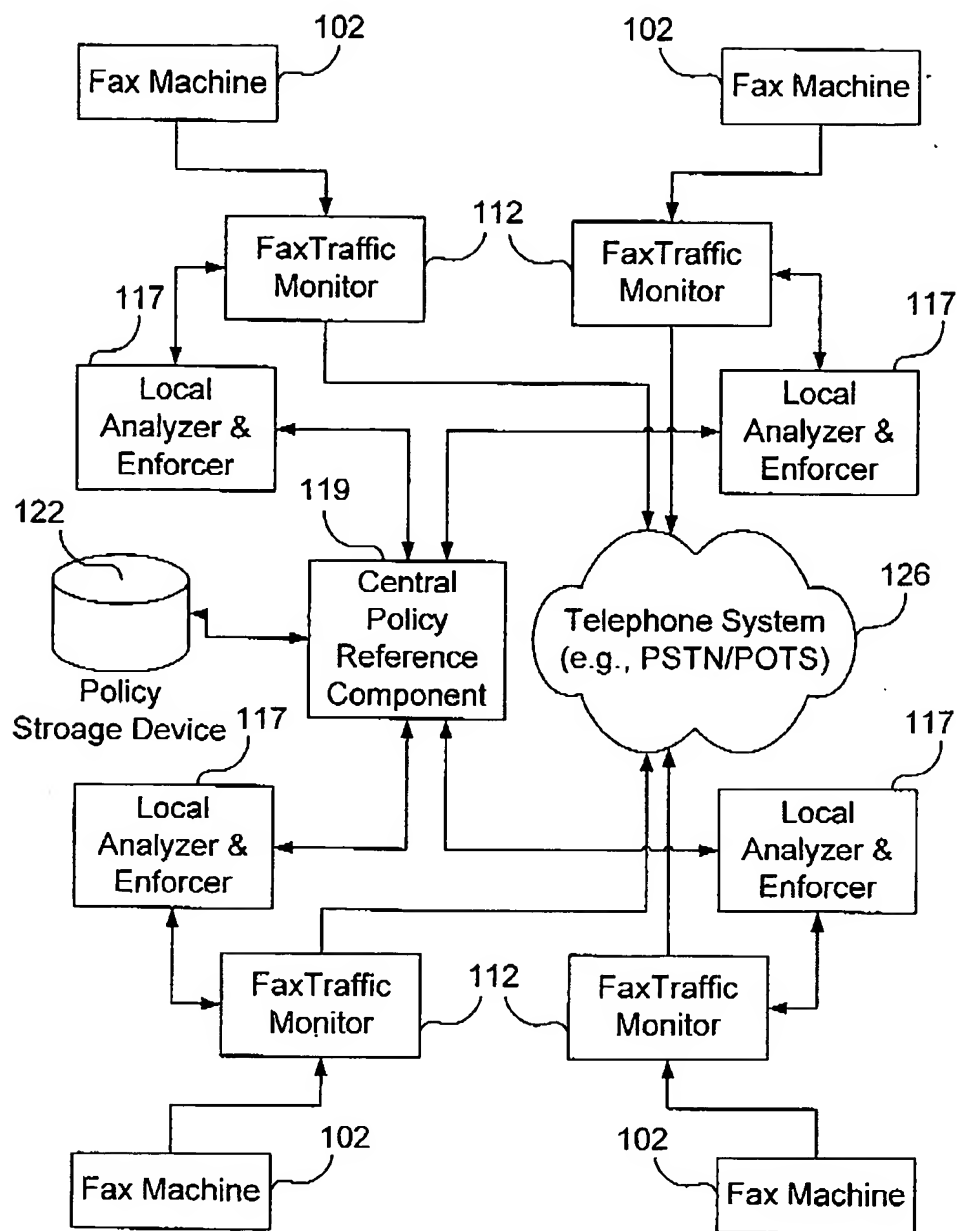 102
102
Fax Machine
Fax Machine
112
FaxTraffic
Monitor
FaxTraffic
Monitor
117
117
Local
Analyzer &
Enforcer
Local
Analyzer &
Enforcer
119
122
Central
Policy
Reference
Component
126
Telephone System
(e.g., PSTN/POTS)
Policy
Stroage Device
117
117
Local
Analyzer &
Enforcer
Local
Analyzer &
Enforcer
FaxTraffic
Monitor
112
FaxTraffic
Monitor
102
102
Fax Machine
Fax Machine